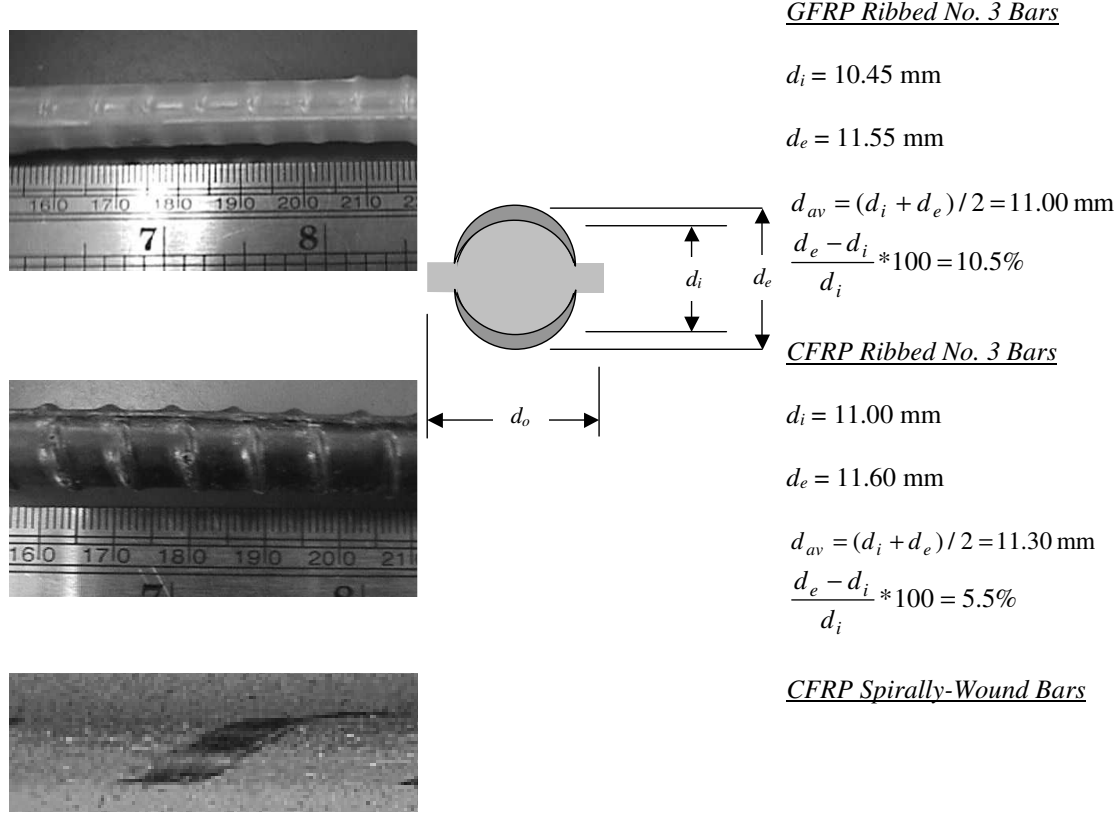 GFRP Ribbed No. 3 Bars
d_i = 10.45 mm
d_e = 11.55 mm
d_av = (d_i + d_e) / 2 = 11.00 mm
d_e − d_i
d_i
*100 = 10.5%
160 170 180 190 200 210 2
7 8
d_i
d_e
d_o
CFRP Ribbed No. 3 Bars
d_i = 11.00 mm
d_e = 11.60 mm
d_av = (d_i + d_e) / 2 = 11.30 mm
d_e − d_i
d_i
*100 = 5.5%
160 170 180 190 200 21
7 8
CFRP Spirally-Wound Bars